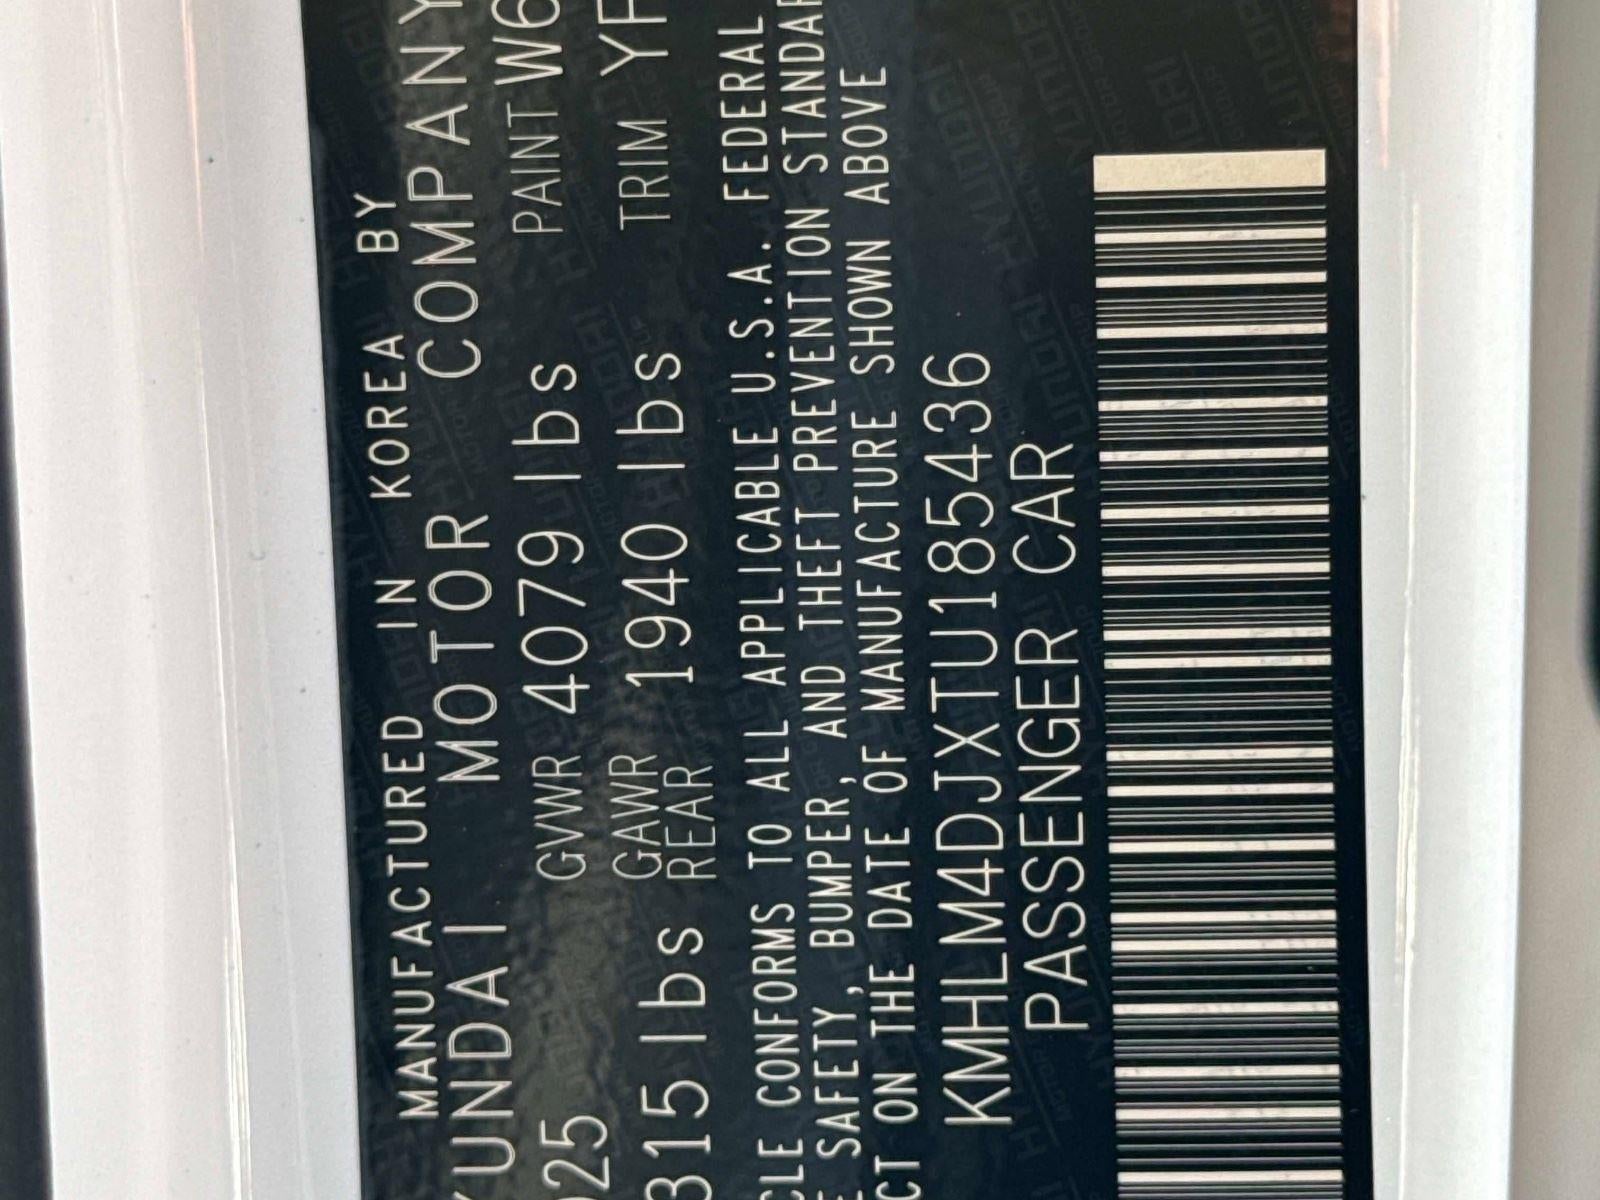 MANUFACTURED IN KOREA BY
YUNDAI MOTOR COMPANY
025 GVWR 4079 lbs PAINT W6
315 lbs GAWR REAR 1940 lbs TRIM YF
CLE CONFORMS TO ALL APPLICABLE U.S.A. FEDERAL
E SAFETY, BUMPER, AND THEFT PREVENTION STANDAR
CT ON THE DATE OF MANUFACTURE SHOWN ABOVE
KMHLM4DJXTU185436
PASSENGER CAR